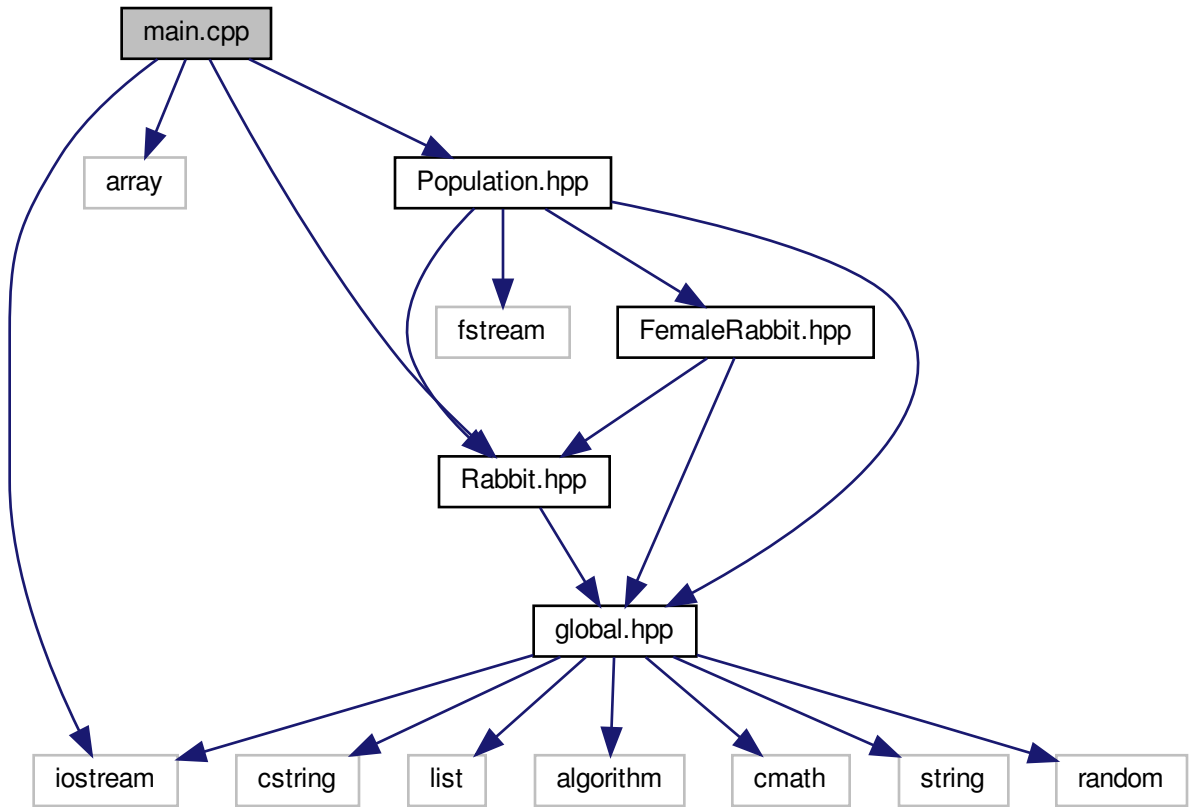 main.cpp
array
Population.hpp
fstream
FemaleRabbit.hpp
Rabbit.hpp
global.hpp
iostream
cstring
list
algorithm
cmath
string
random